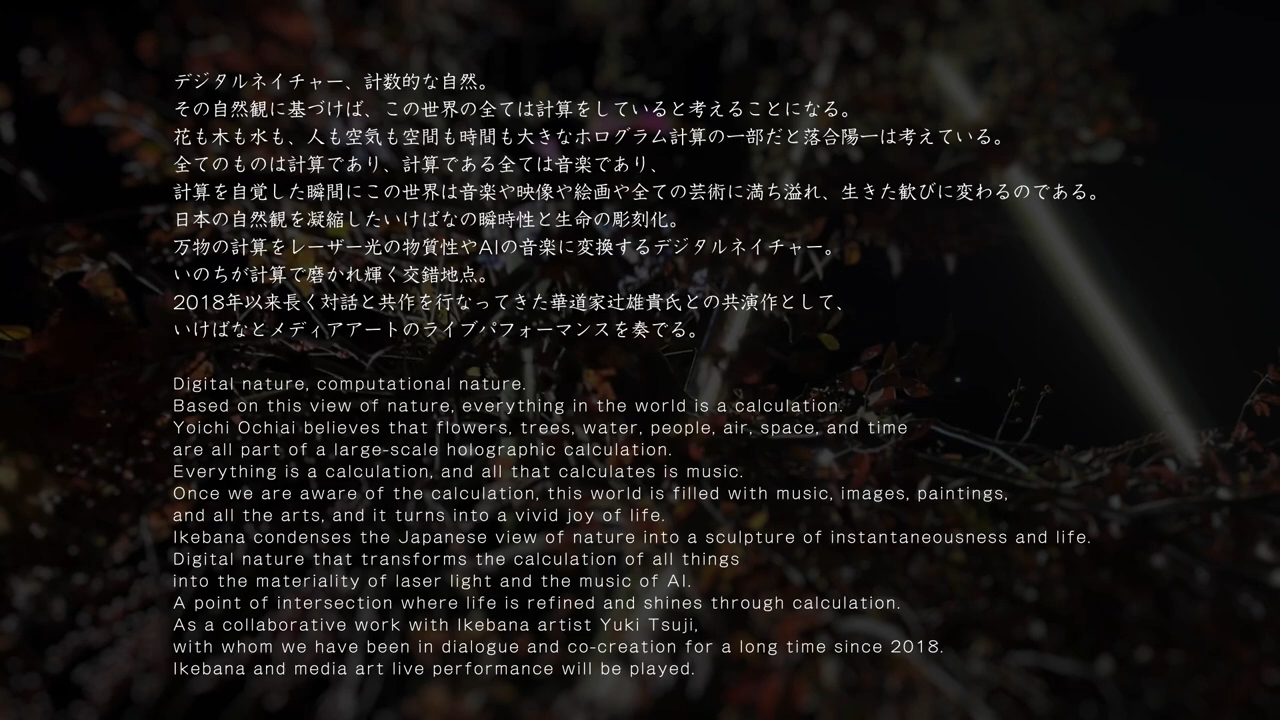 デジタルネイチャー、計数的な自然。
その自然観に基づけば、この世界の全ては計算をしていると考えることになる。
花も木も水も、人も空気も空間も時間も大きなホログラム計算の一部だと落合陽一は考えている。
全てのものは計算であり、計算である全ては音楽であり、
計算を自覚した瞬間にこの世界は音楽や映像や絵画や全ての芸術に満ち溢れ、生きた歓びに変わるのである。
日本の自然観を凝縮したいけばなの瞬時性と生命の彫刻化。
万物の計算をレーザー光の物質性やAIの音楽に変換するデジタルネイチャー。
いのちが計算で磨かれ輝く交錯地点。
2018年以来長く対話と共作を行なってきた華道家辻雄貴氏との共演作として、
いけばなとメディアアートのライブパフォーマンスを奏でる。
Digital nature, computational nature.
Based on this view of nature, everything in the world is a calculation.
Yoichi Ochiai believes that flowers, trees, water, people, air, space, and time
are all part of a large-scale holographic calculation.
Everything is a calculation, and all that calculates is music.
Once we are aware of the calculation, this world is filled with music, images, paintings,
and all the arts, and it turns into a vivid joy of life.
Ikebana condenses the Japanese view of nature into a sculpture of instantaneousness and life.
Digital nature that transforms the calculation of all things
into the materiality of laser light and the music of AI.
A point of intersection where life is refined and shines through calculation.
As a collaborative work with Ikebana artist Yuki Tsuji,
with whom we have been in dialogue and co-creation for a long time since 2018.
Ikebana and media art live performance will be played.